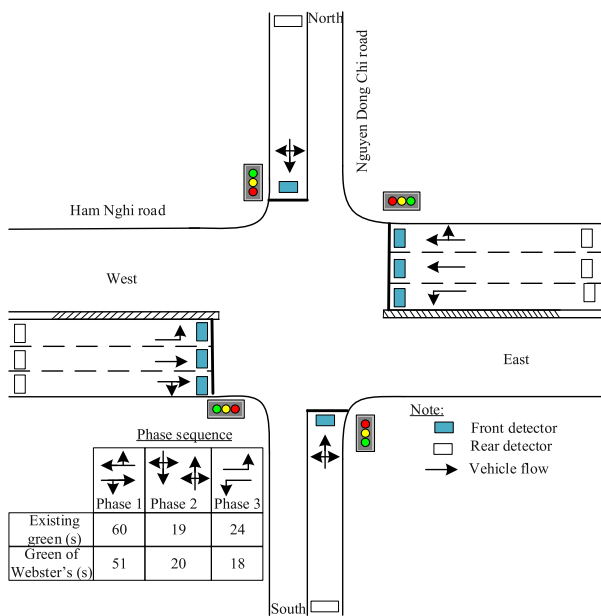 North
Nguyen Dong Chi road
Ham Nghi road
West
East
Note:
Front detector
Rear detector
Vehicle flow
Phase sequence
Phase 1 Phase 2 Phase 3
Existing green (s) 60 19 24
Green of Webster's (s) 51 20 18
South